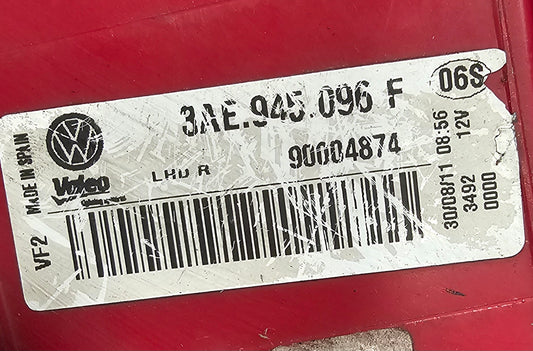 3AE.945.096 F 06S
VW
Valeo
LHD R 90004874
MADE IN SPAIN
VF2
30/08/11 08:56
3492 12V
0000